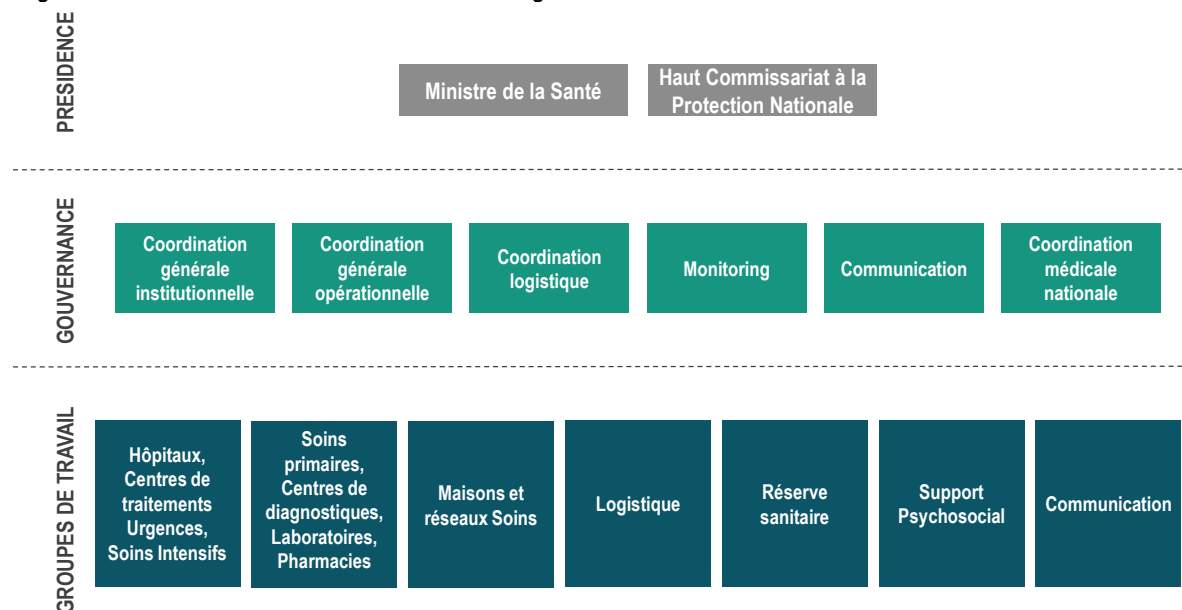 PRESIDENCE
Ministre de la Santé
Haut Commissariat à la
Protection Nationale
GOUVERNANCE
Coordination
générale
institutionnelle
Coordination
générale
opérationnelle
Coordination
logistique
Monitoring
Communication
Coordination
médicale
nationale
GROUPES DE TRAVAIL
Hôpitaux,
Centres de
traitements
Urgences,
Soins Intensifs
Soins
primaires,
Centres de
diagnostiques,
Laboratoires,
Pharmacies
Maisons et
réseaux Soins
Logistique
Réserve
sanitaire
Support
Psychosocial
Communication